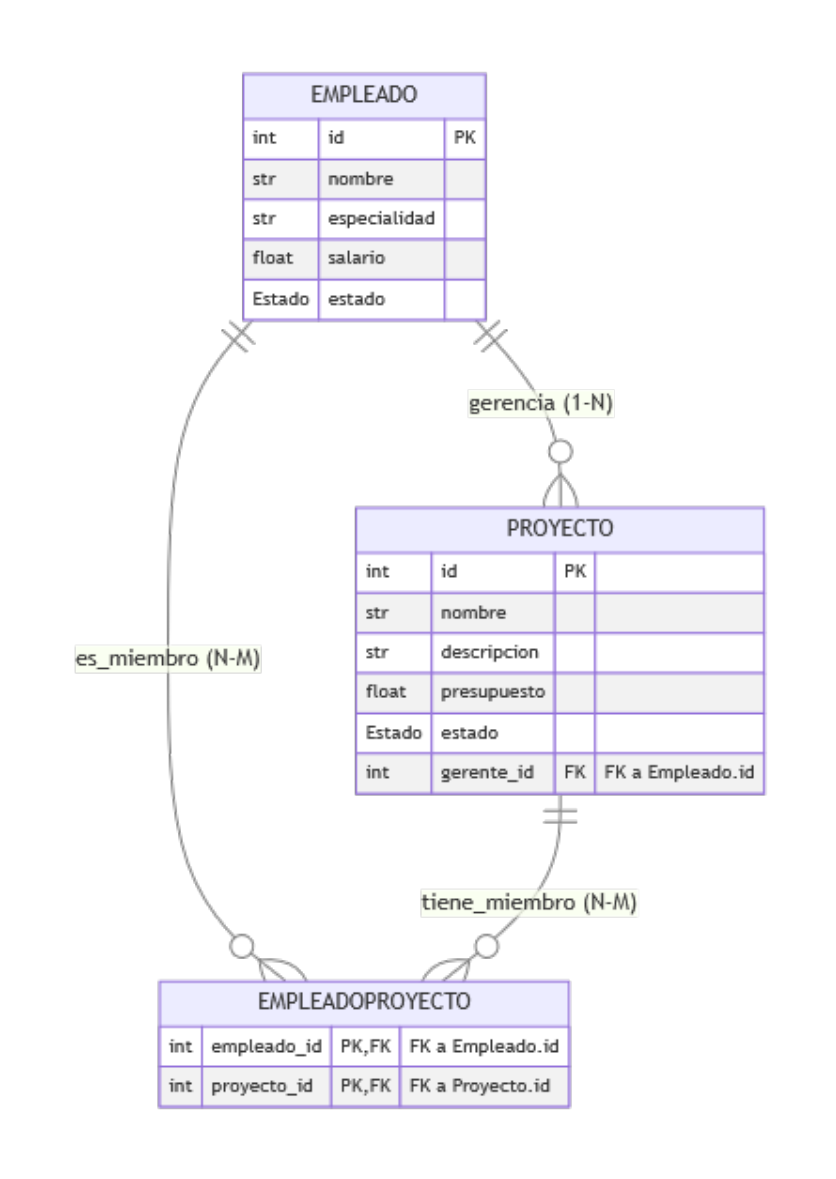 EMPLEADO
int id PK
str nombre
str especialidad
float salario
Estado estado
gerencia (1-N)
PROYECTO
int id PK
str nombre
str descripcion
float presupuesto
Estado estado
int gerente_id FK FK a Empleado.id
es_miembro (N-M)
tiene_miembro (N-M)
EMPLEADOPROYECTO
int empleado_id PK,FK FK a Empleado.id
int proyecto_id PK,FK FK a Proyecto.id